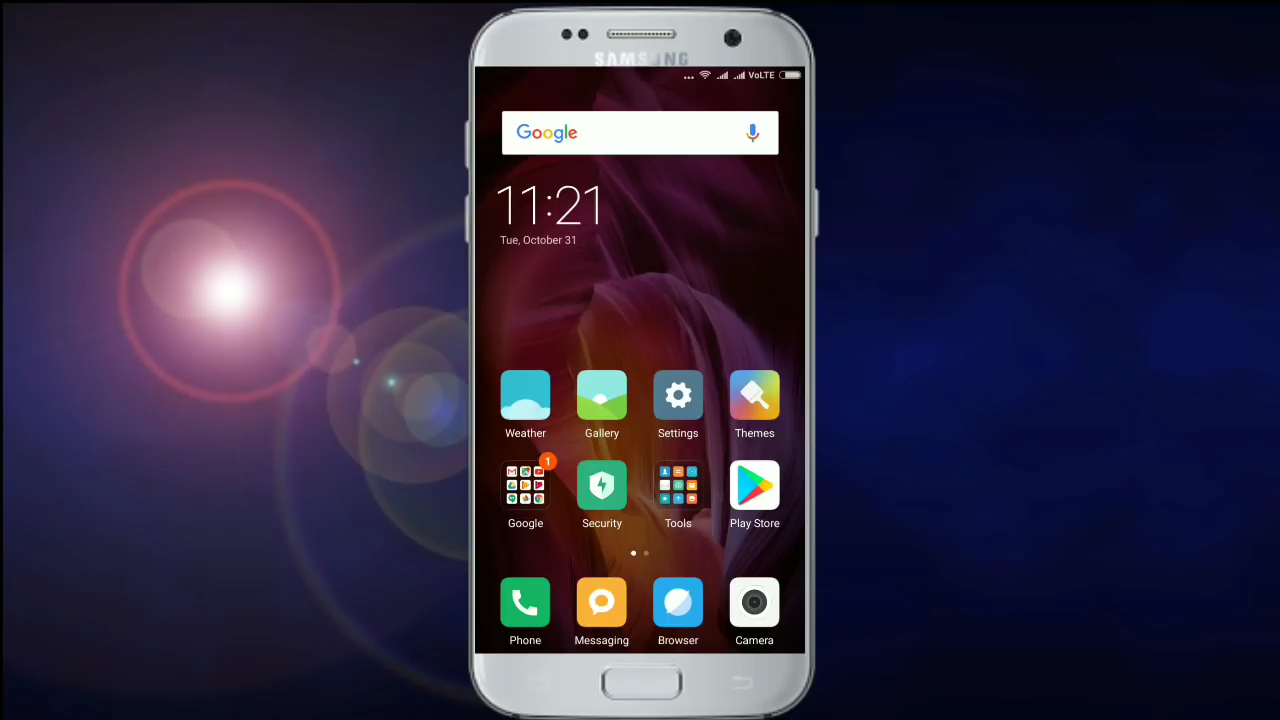 SAMSUNG
VoLTE
Google
11:21
Tue, October 31
Weather Gallery Settings Themes
1
Google Security Tools Play Store
Phone Messaging Browser Camera